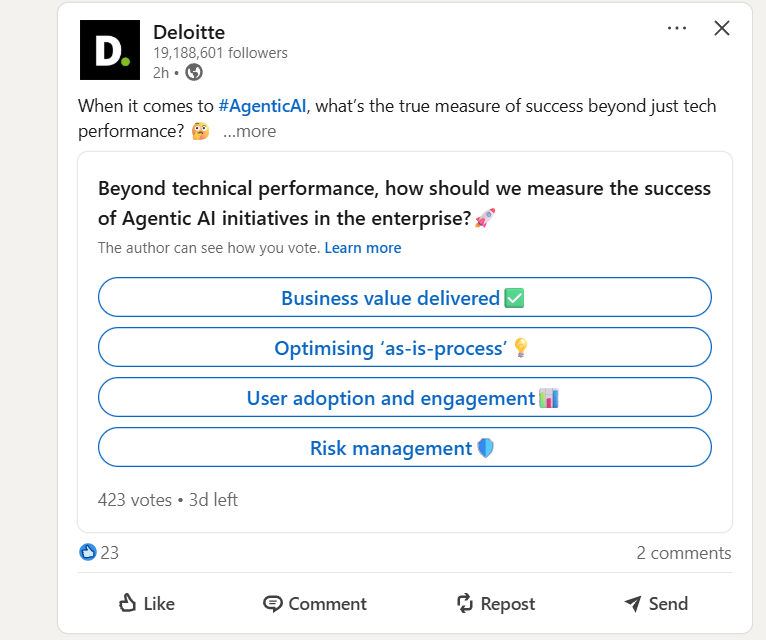 D.
Deloitte
19,188,601 followers
2h •
When it comes to #AgenticAI, what’s the true measure of success beyond just tech
performance? 🤔 ...more
Beyond technical performance, how should we measure the success
of Agentic AI initiatives in the enterprise? 🚀
The author can see how you vote. Learn more
Business value delivered ✅
Optimising ‘as-is-process’ 💡
User adoption and engagement 📊
Risk management 🛡️
423 votes • 3d left
23
2 comments
Like
Comment
Repost
Send